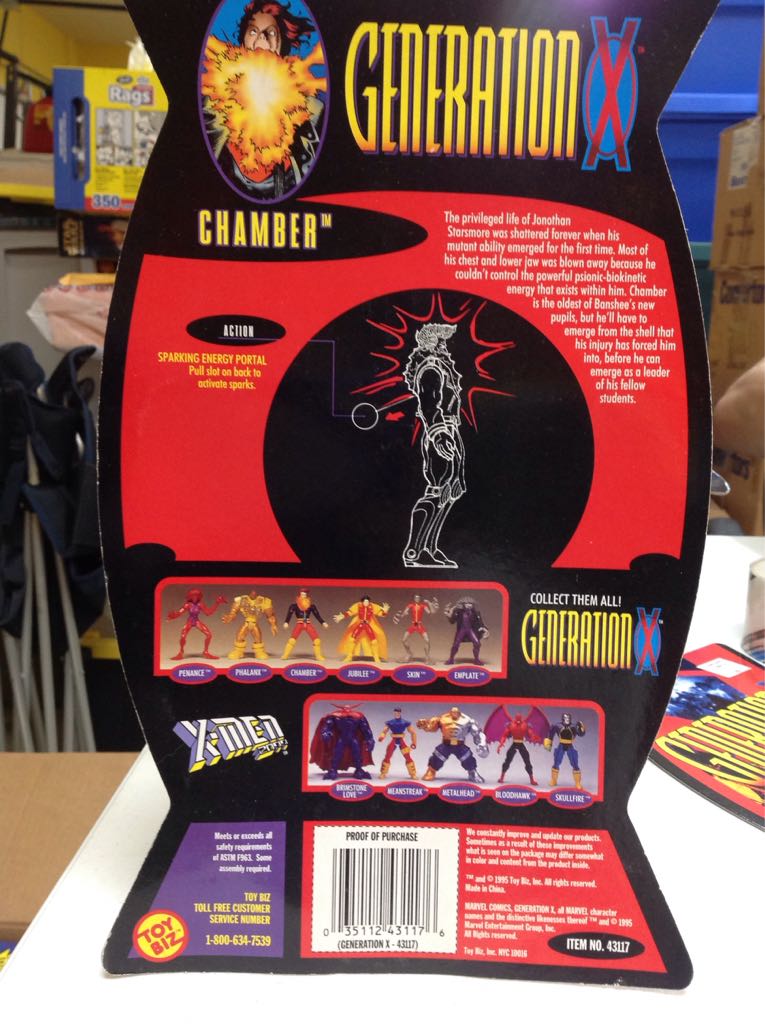 Rags
350
GENERATION X™
CHAMBER™
The privileged life of Jonothan
Starsmore was shattered forever when his
mutant ability emerged for the first time. Most of
his chest and lower jaw was blown away because he
couldn't control the powerful psionic-biokinetic
energy that exists within him. Chamber
is the oldest of Banshee's new
pupils, but he'll have to
emerge from the shell that
his injury has forced him
into, before he can
emerge as a leader
of his fellow
students.
ACTION
SPARKING ENERGY PORTAL
Pull slot on back to
activate sparks.
COLLECT THEM ALL!
GENERATION X™
PENANCE™ PHALANX™ CHAMBER™ JUBILEE™ SKIN™ EMPLATE™
X-MEN
2099
BRIMSTONE LOVE™ MEANSTREAK™ METALHEAD™ BLOODHAWK™ SKULLFIRE™
GENERATION
Meets or exceeds all
safety requirements
of ASTM F963. Some
assembly required.
TOY BIZ
TOLL FREE CUSTOMER
SERVICE NUMBER
1-800-634-7539
TOY
BIZ
PROOF OF PURCHASE
0 35112 43117 6
(GENERATION X - 43117)
We constantly improve and update our products.
Sometimes as a result of these improvements
what is seen on the package may differ somewhat
in color and content from the product inside.
™ and © 1995 Toy Biz, Inc. All rights reserved.
Made in China.
MARVEL COMICS, GENERATION X, all MARVEL character
names and the distinctive likenesses thereof ™ and © 1995
Marvel Entertainment Group, Inc.
All Rights reserved.
Toy Biz, Inc. NYC 10016
ITEM NO. 43117